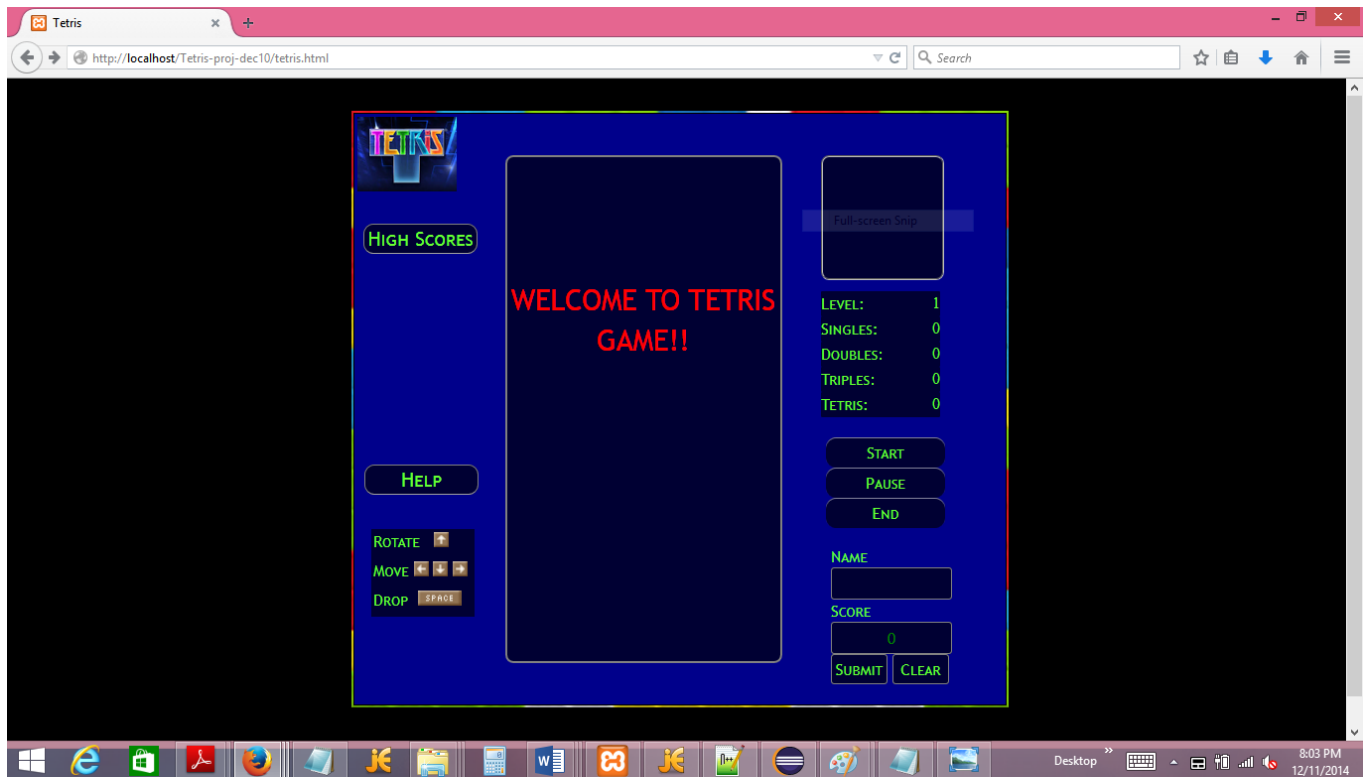 Tetris
http://localhost/Tetris-proj-dec10/tetris.html
Search
TETRIS
HIGH SCORES
WELCOME TO TETRIS
GAME!!
Full-screen Snip
LEVEL: 1
SINGLES: 0
DOUBLES: 0
TRIPLES: 0
TETRIS: 0
START
PAUSE
END
HELP
ROTATE
MOVE
DROP SPACE
NAME
SCORE
0
SUBMIT CLEAR
Desktop
8:03 PM
12/11/2014